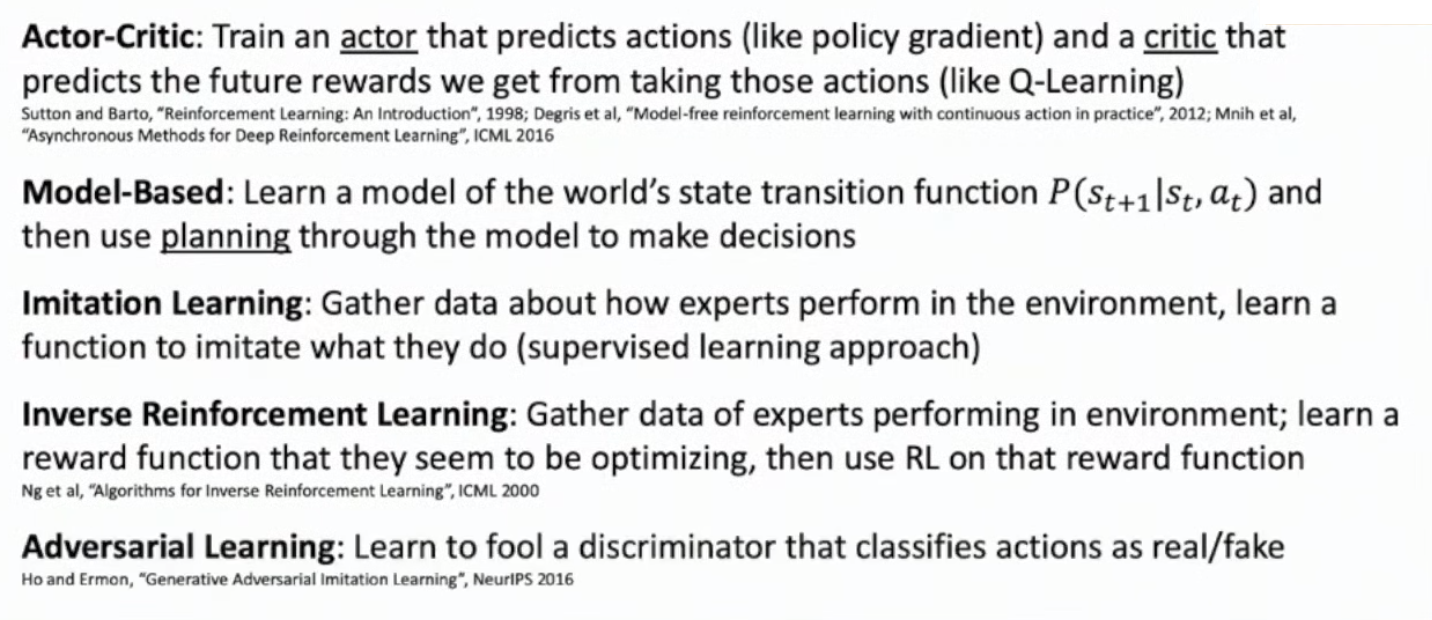 Actor-Critic: Train an actor that predicts actions (like policy gradient) and a critic that
predicts the future rewards we get from taking those actions (like Q-Learning)
Sutton and Barto, "Reinforcement Learning: An Introduction", 1998; Degris et al, "Model-free reinforcement learning with continuous action in practice", 2012; Mnih et al,
"Asynchronous Methods for Deep Reinforcement Learning", ICML 2016
Model-Based: Learn a model of the world's state transition function P(sₜ₊₁|sₜ, aₜ) and
then use planning through the model to make decisions
Imitation Learning: Gather data about how experts perform in the environment, learn a
function to imitate what they do (supervised learning approach)
Inverse Reinforcement Learning: Gather data of experts performing in environment; learn a
reward function that they seem to be optimizing, then use RL on that reward function
Ng et al, "Algorithms for Inverse Reinforcement Learning", ICML 2000
Adversarial Learning: Learn to fool a discriminator that classifies actions as real/fake
Ho and Ermon, "Generative Adversarial Imitation Learning", NeurIPS 2016